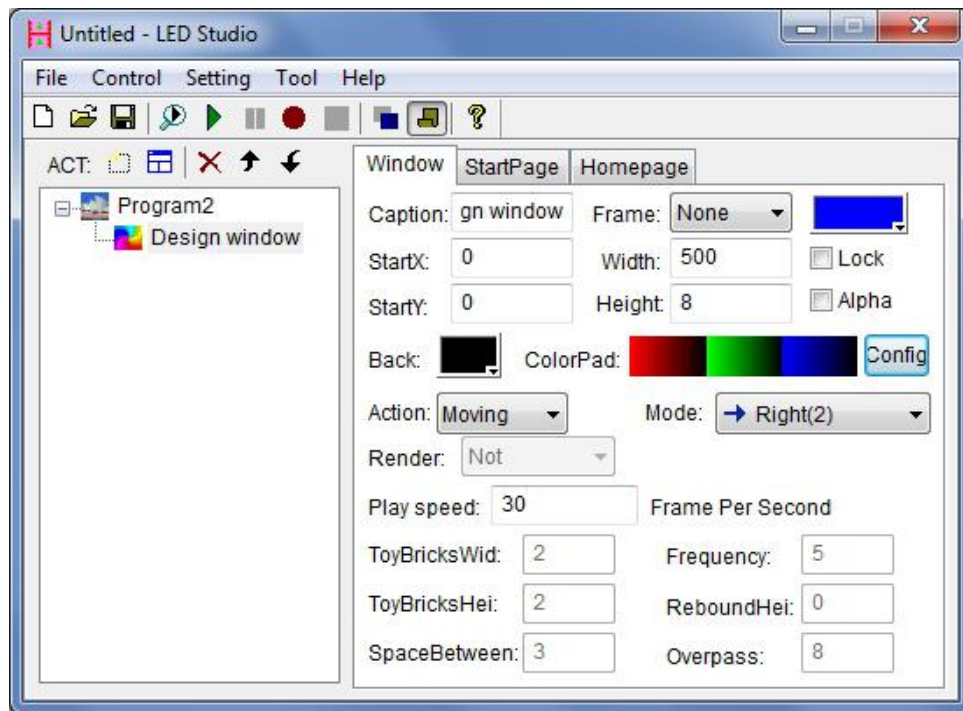 Untitled - LED Studio
File Control Setting Tool Help
ACT:
Program2
Design window
Window StartPage Homepage
Caption: gn window Frame: None
StartX: 0 Width: 500 Lock
StartY: 0 Height: 8 Alpha
Back: ColorPad: Config
Action: Moving Mode: Right(2)
Render: Not
Play speed: 30 Frame Per Second
ToyBricksWid: 2 Frequency: 5
ToyBricksHei: 2 ReboundHei: 0
SpaceBetween: 3 Overpass: 8